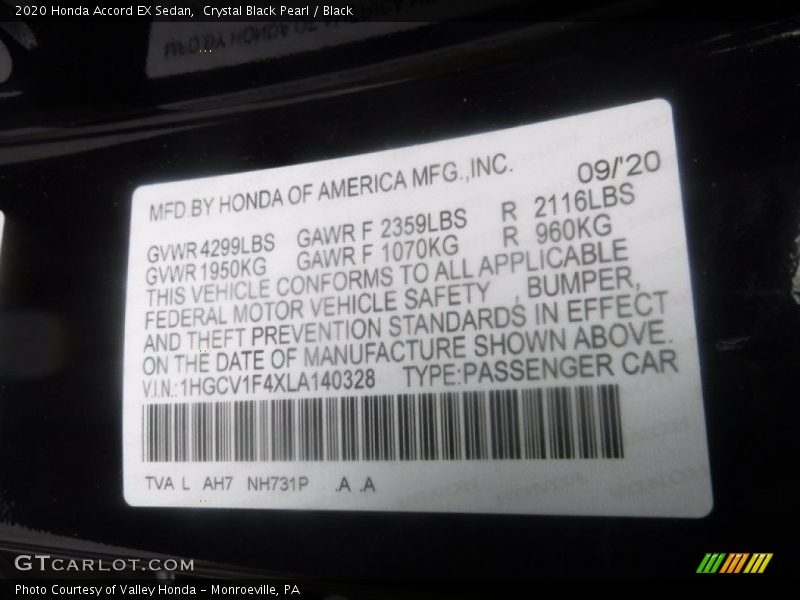 2020 Honda Accord EX Sedan,  Crystal Black Pearl / Black
MFD.BY HONDA OF AMERICA MFG.,INC. 09/'20
GVWR 4299LBS GAWR F 2359LBS R 2116LBS
GVWR 1950KG GAWR F 1070KG R 960KG
THIS VEHICLE CONFORMS TO ALL APPLICABLE
FEDERAL MOTOR VEHICLE SAFETY , BUMPER,
AND THEFT PREVENTION STANDARDS IN EFFECT
ON THE DATE OF MANUFACTURE SHOWN ABOVE.
V.I.N.:1HGCV1F4XLA140328 TYPE:PASSENGER CAR
TVA L AH7 NH731P .A .A
GTCARLOT.COM
Photo Courtesy of Valley Honda - Monroeville, PA